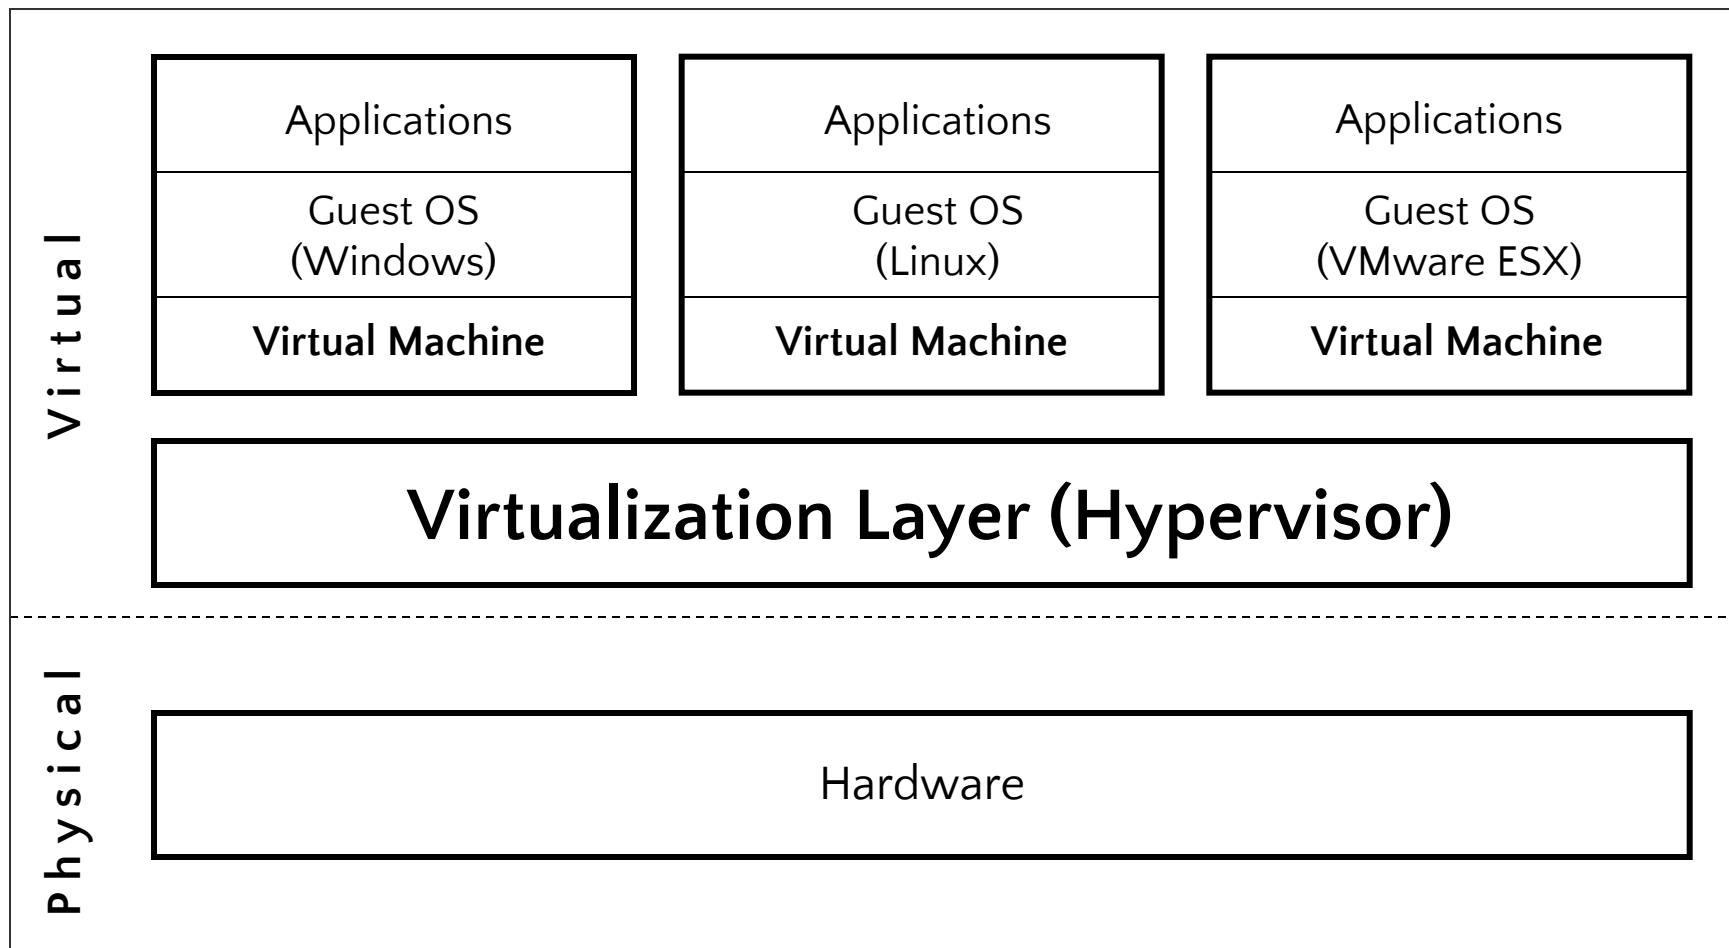 Virtual
Applications
Guest OS
(Windows)
Virtual Machine
Applications
Guest OS
(Linux)
Virtual Machine
Applications
Guest OS
(VMware ESX)
Virtual Machine
Virtualization Layer (Hypervisor)
Physical
Hardware